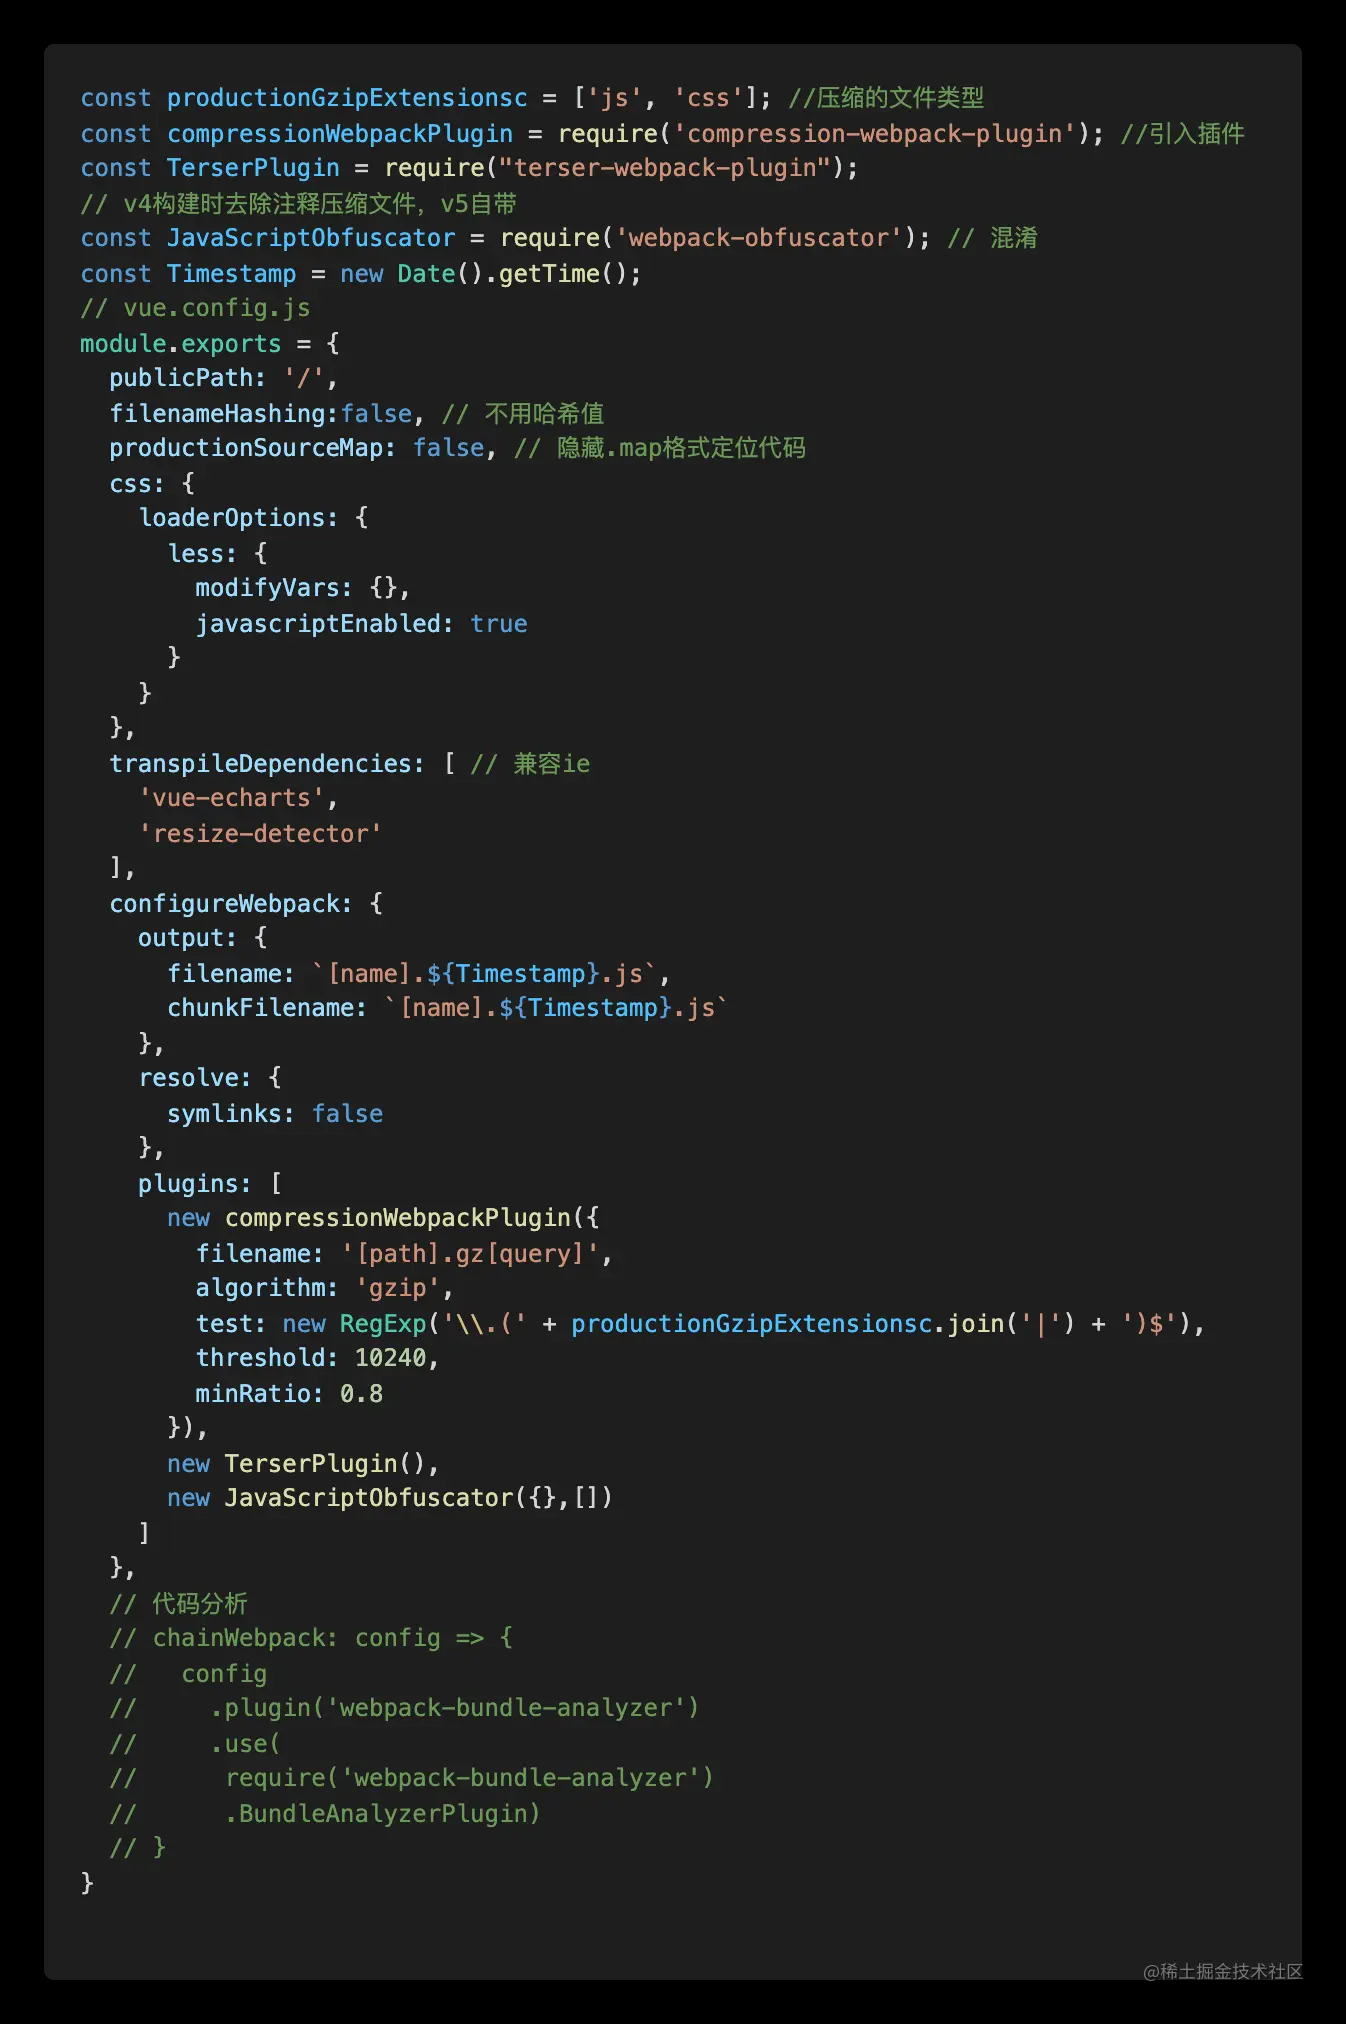 const productionGzipExtensionsc = ['js', 'css']; //压缩的文件类型
const compressionWebpackPlugin = require('compression-webpack-plugin'); //引入插件
const TerserPlugin = require("terser-webpack-plugin");
// v4构建时去除注释压缩文件，v5自带
const JavaScriptObfuscator = require('webpack-obfuscator'); // 混淆
const Timestamp = new Date().getTime();
// vue.config.js
module.exports = {
  publicPath: '/',
  filenameHashing:false, // 不用哈希值
  productionSourceMap: false, // 隐藏.map格式定位代码
  css: {
    loaderOptions: {
      less: {
        modifyVars: {},
        javascriptEnabled: true
      }
    }
  },
  transpileDependencies: [ // 兼容ie
    'vue-echarts',
    'resize-detector'
  ],
  configureWebpack: {
    output: {
      filename: `[name].${Timestamp}.js`,
      chunkFilename: `[name].${Timestamp}.js`
    },
    resolve: {
      symlinks: false
    },
    plugins: [
      new compressionWebpackPlugin({
        filename: '[path].gz[query]',
        algorithm: 'gzip',
        test: new RegExp('\\.(' + productionGzipExtensionsc.join('|') + ')$'),
        threshold: 10240,
        minRatio: 0.8
      }),
      new TerserPlugin(),
      new JavaScriptObfuscator({},[])
    ]
  },
  // 代码分析
  // chainWebpack: config => {
  //   config
  //     .plugin('webpack-bundle-analyzer')
  //     .use(
  //      require('webpack-bundle-analyzer')
  //      .BundleAnalyzerPlugin)
  // }
}
@稀土掘金技术社区